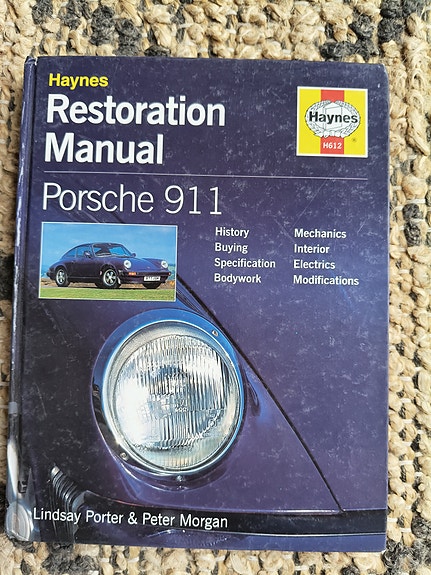 Haynes
Restoration
Manual
Haynes
H612
Porsche 911
History
Buying
Specification
Bodywork
Mechanics
Interior
Electrics
Modifications
Lindsay Porter & Peter Morgan